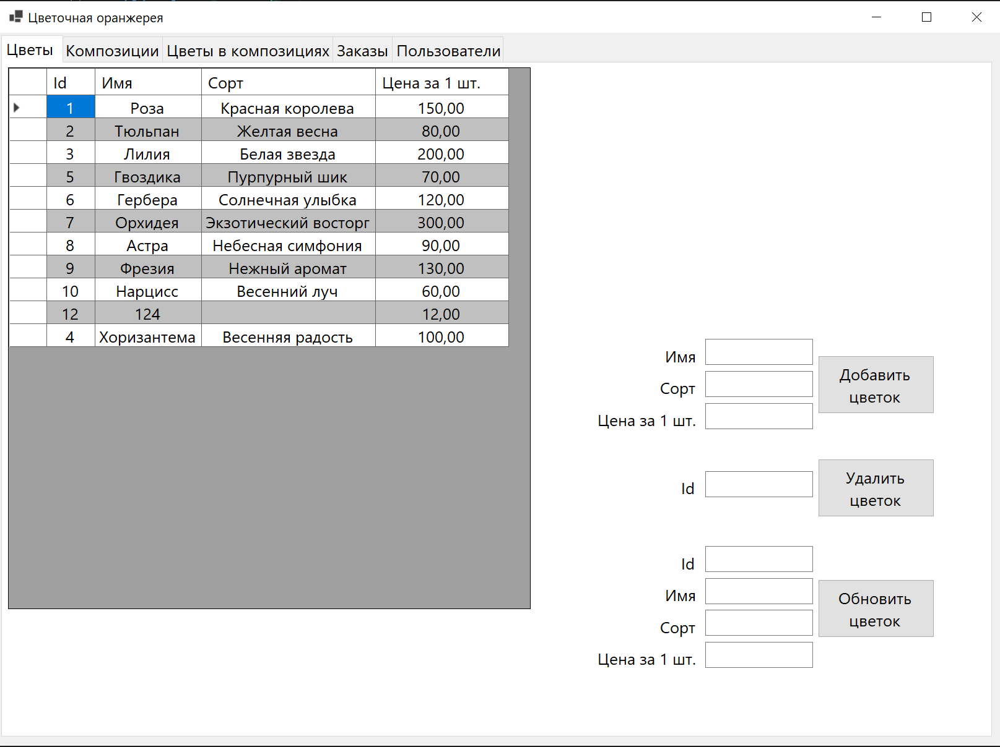 Цветочная оранжерея
Цветы Композиции Цветы в композициях Заказы Пользователи
Id Имя Сорт Цена за 1 шт.
1 Роза Красная королева 150,00
2 Тюльпан Желтая весна 80,00
3 Лилия Белая звезда 200,00
5 Гвоздика Пурпурный шик 70,00
6 Гербера Солнечная улыбка 120,00
7 Орхидея Экзотический восторг 300,00
8 Астра Небесная симфония 90,00
9 Фрезия Нежный аромат 130,00
10 Нарцисс Весенний луч 60,00
12 124 12,00
4 Хоризантема Весенняя радость 100,00
Имя
Сорт
Цена за 1 шт.
Добавить
цветок
Id
Удалить
цветок
Id
Имя
Сорт
Цена за 1 шт.
Обновить
цветок